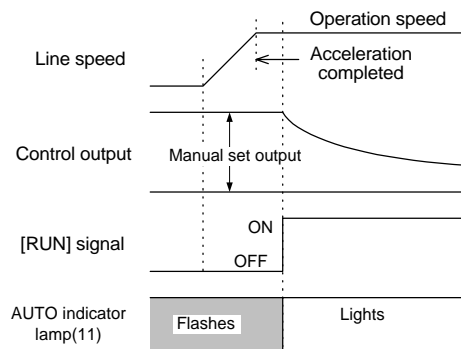 Operation speed
Line speed
Acceleration
completed
Control output
Manual set output
[RUN] signal
ON
OFF
AUTO indicator
lamp(11)
Flashes
Lights